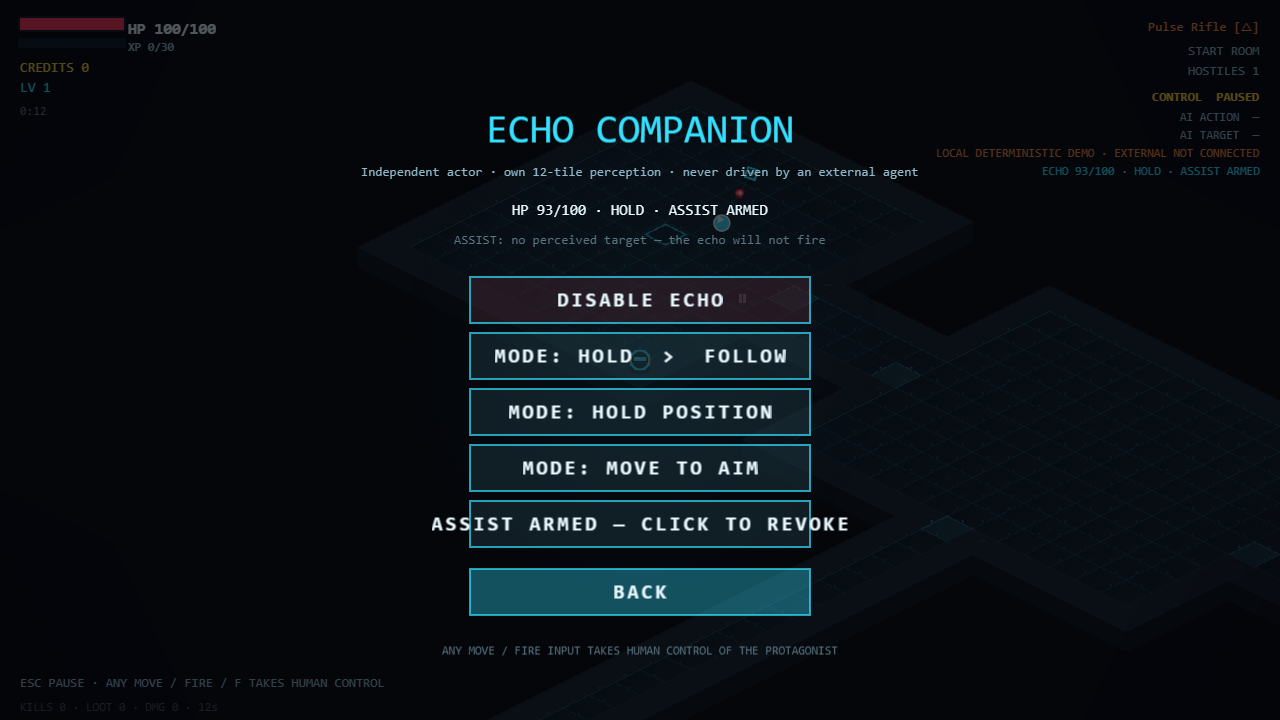 HP 100/100
XP 0/30
CREDITS 0
LV 1
0:12
Pulse Rifle [△]
START ROOM
HOSTILES 1
CONTROL PAUSED
AI ACTION —
AI TARGET —
LOCAL DETERMINISTIC DEMO · EXTERNAL NOT CONNECTED
ECHO 93/100 · HOLD · ASSIST ARMED
ECHO COMPANION
Independent actor · own 12-tile perception · never driven by an external agent
HP 93/100 · HOLD · ASSIST ARMED
ASSIST: no perceived target — the echo will not fire
DISABLE ECHO
MODE: HOLD > FOLLOW
MODE: HOLD POSITION
MODE: MOVE TO AIM
ASSIST ARMED — CLICK TO REVOKE
BACK
ANY MOVE / FIRE INPUT TAKES HUMAN CONTROL OF THE PROTAGONIST
ESC PAUSE · ANY MOVE / FIRE / F TAKES HUMAN CONTROL
KILLS 0 · LOOT 0 · DMG 0 · 12s